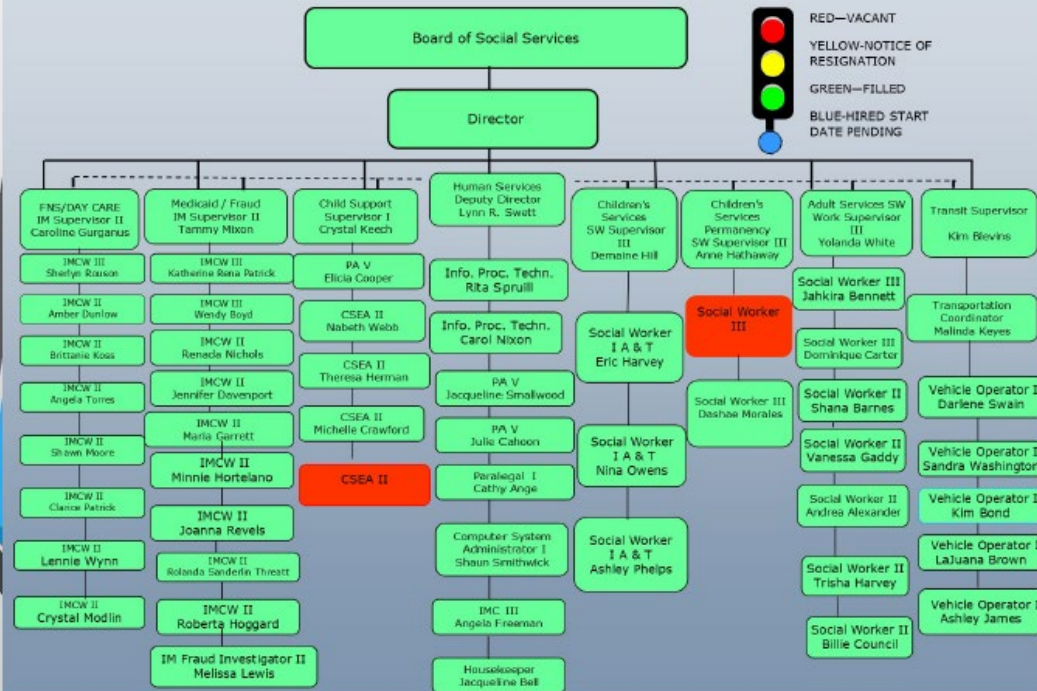 Board of Social Services
Director
RED—VACANT
YELLOW-NOTICE OF
RESIGNATION
GREEN—FILLED
BLUE-HIRED START
DATE PENDING
FNS/DAY CARE
IM Supervisor II
Caroline Gurganus
IMCW III
Sherlyn Rouson
IMCW II
Amber Dunlow
IMCW II
Brittanie Koss
IMCW II
Angela Torres
IMCW II
Shawn Moore
IMCW II
Clance Patrick
IMCW II
Lennie Wynn
IMCW II
Crystal Modlin
Medicaid / Fraud
IM Supervisor II
Tammy Mixon
IMCW III
Katherine Rena Patrick
IMCW III
Wendy Boyd
IMCW II
Renada Nichols
IMCW II
Jennifer Davenport
IMCW II
Maria Garrett
IMCW II
Minnie Hortelano
IMCW II
Joanna Revels
IMCW II
Rolanda Sanderlin Threatt
IMCW II
Roberta Hoggard
IM Fraud Investigator II
Melissa Lewis
Child Support
Supervisor I
Crystal Keech
PA V
Elicia Cooper
CSEA II
Nabeth Webb
CSEA II
Theresa Herman
CSEA II
Michelle Crawford
CSEA II
Human Services
Deputy Director
Lynn R. Swett
Info. Proc. Techn.
Rita Spruill
Info. Proc. Techn.
Carol Nixon
PA V
Jacqueline Smallwood
PA V
Julie Cahoon
Paralegal I
Cathy Ange
Computer System
Administrator I
Shaun Smithwick
IMC III
Angela Freeman
Housekeeper
Jacqueline Bell
Children's
Services
SW Supervisor
III
Demaine Hill
Social Worker
I A & T
Eric Harvey
Social Worker
I A & T
Nina Owens
Social Worker
I A & T
Ashley Phelps
Children's
Services
Permanency
SW Supervisor III
Anne Hathaway
Social Worker
III
Social Worker III
Dashae Morales
Adult Services SW
Work Supervisor
III
Yolanda White
Social Worker III
Jahkira Bennett
Social Worker III
Dominique Carter
Social Worker II
Shana Barnes
Social Worker II
Vanessa Gaddy
Social Worker II
Andrea Alexander
Social Worker II
Trisha Harvey
Social Worker II
Billie Council
Transit Supervisor
Kim Blevins
Transportation
Coordinator
Malinda Keyes
Vehicle Operator I
Darlene Swain
Vehicle Operator I
Sandra Washington
Vehicle Operator I
Kim Bond
Vehicle Operator I
LaJuana Brown
Vehicle Operator I
Ashley James